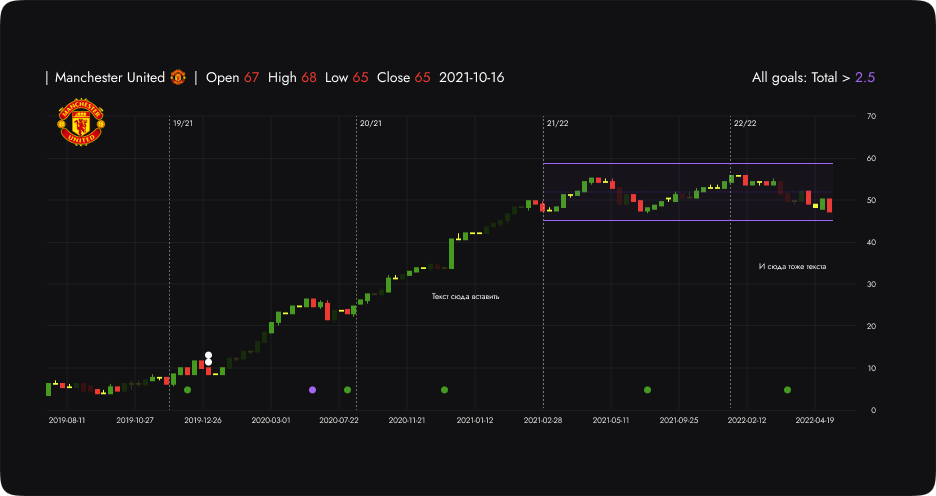 | Manchester United | Open 67 High 68 Low 65 Close 65 2021-10-16
All goals: Total > 2.5
MANCHESTER
UNITED
19/21
20/21
21/22
22/22
70
60
50
40
30
20
10
0
И сюда тоже текста
Текст сюда вставить
2019-08-11 2019-10-27 2019-12-26 2020-03-01 2020-07-22 2020-11-21 2021-01-12 2021-02-28 2021-05-11 2021-09-25 2022-02-12 2022-04-19